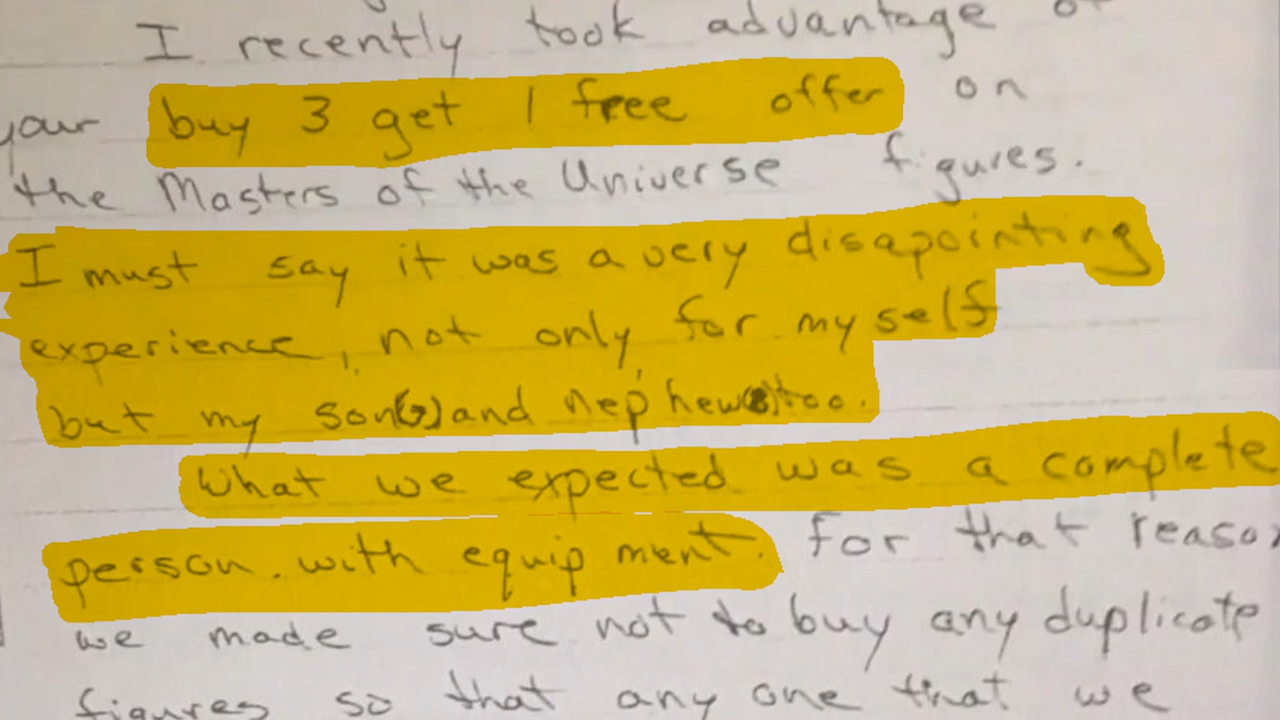 I recently took advantage of
your buy 3 get 1 free offer on
the Masters of the Universe figures.
I must say it was a very disapointing
experience, not only for my self
but my son(s) and nephew(s) too.
What we expected was a complete
person. with equip ment. For that reason
we made sure not to buy any duplicate
figures so that any one that we